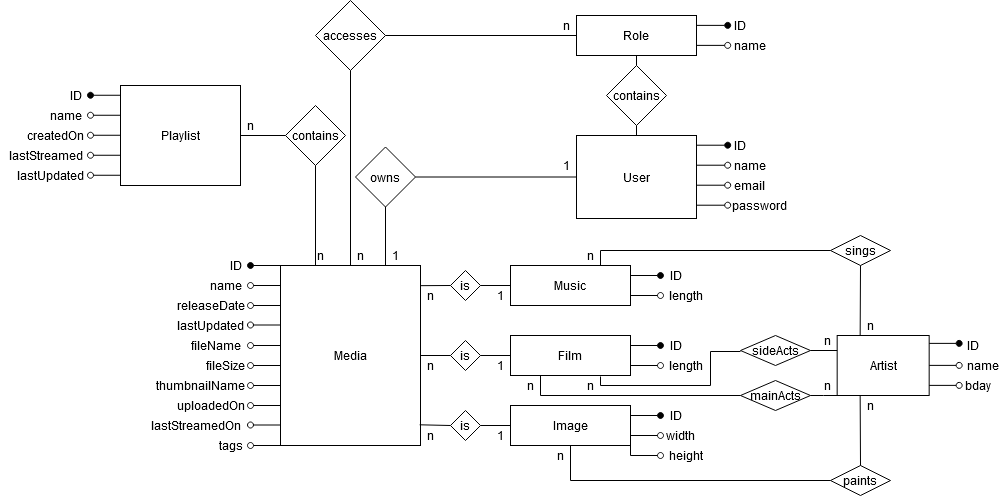 accesses
n
Role
ID
name
ID
name
createdOn
lastStreamed
lastUpdated
Playlist
n
contains
contains
owns
1
User
ID
name
email
password
n
n
1
n
sings
ID
name
releaseDate
lastUpdated
fileName
fileSize
thumbnailName
uploadedOn
lastStreamedOn
tags
Media
n
is
1
Music
ID
length
n
is
1
Film
ID
length
n
n
sideActs
n
mainActs
n
n
Artist
ID
name
bday
n
n
is
1
Image
ID
width
height
n
paints